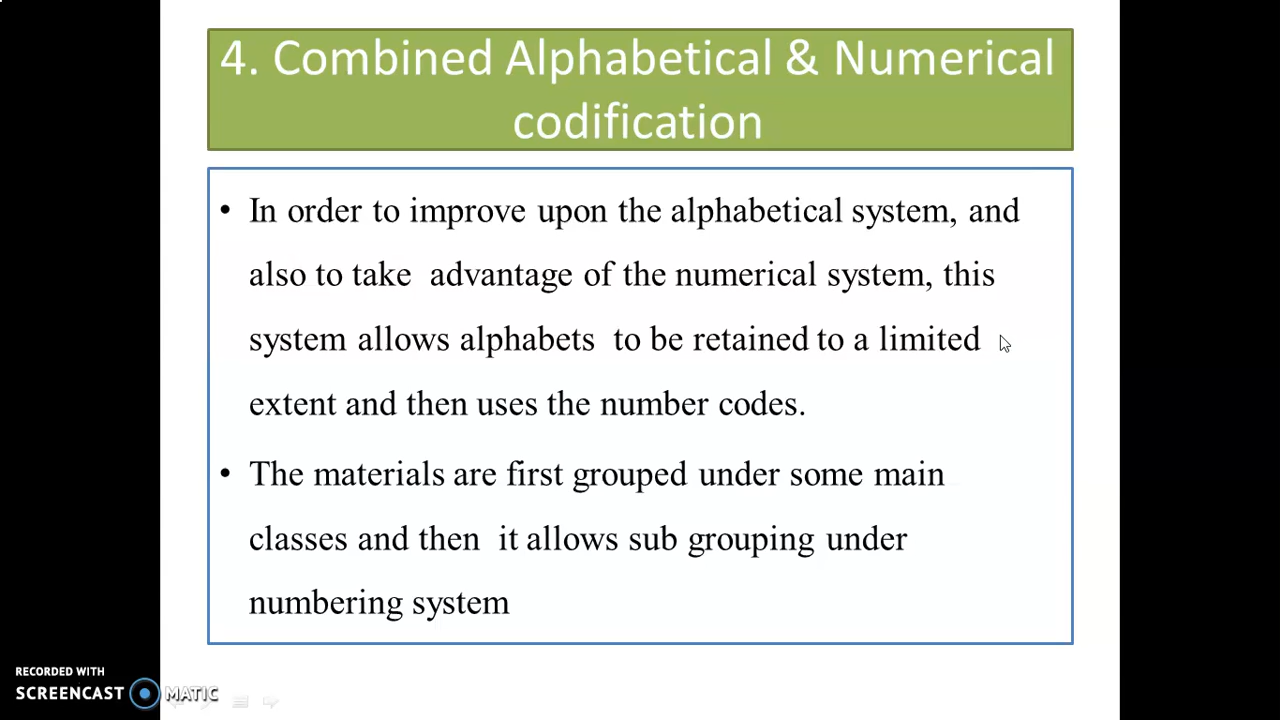 4. Combined Alphabetical & Numerical
codification
• In order to improve upon the alphabetical system, and
also to take advantage of the numerical system, this
system allows alphabets to be retained to a limited
extent and then uses the number codes.
• The materials are first grouped under some main
classes and then it allows sub grouping under
numbering system
RECORDED WITH
SCREENCAST MATIC